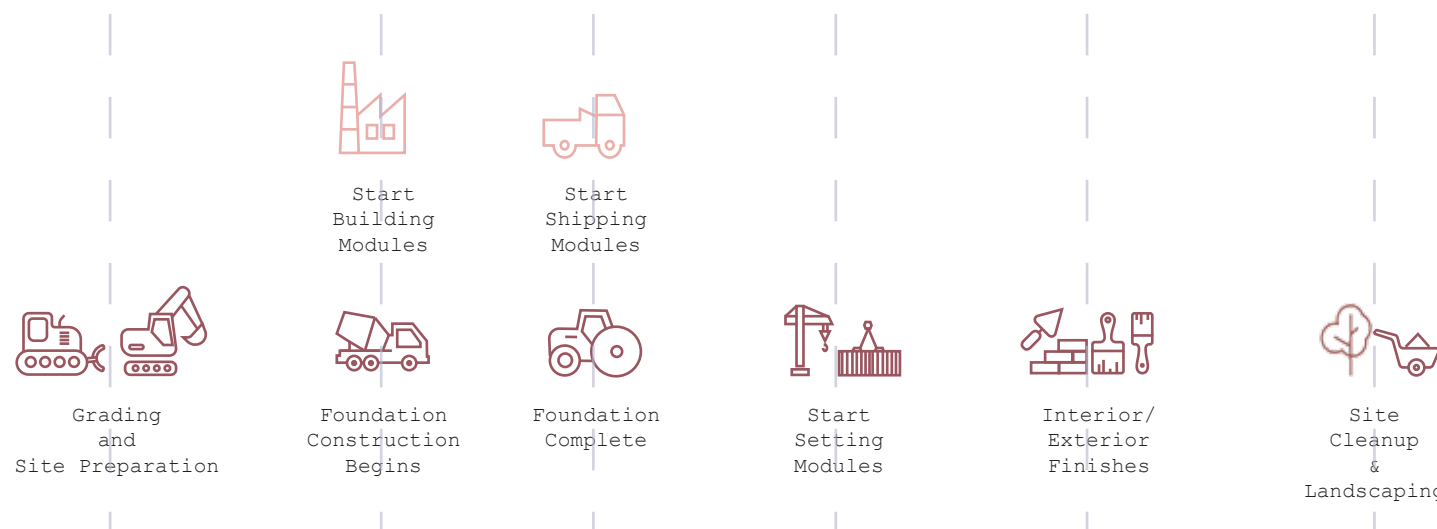 Start
Building
Modules
Start
Shipping
Modules
Grading
and
Site Preparation
Foundation
Construction
Begins
Foundation
Complete
Start
Setting
Modules
Interior/
Exterior
Finishes
Site
Cleanup
&
Landscaping